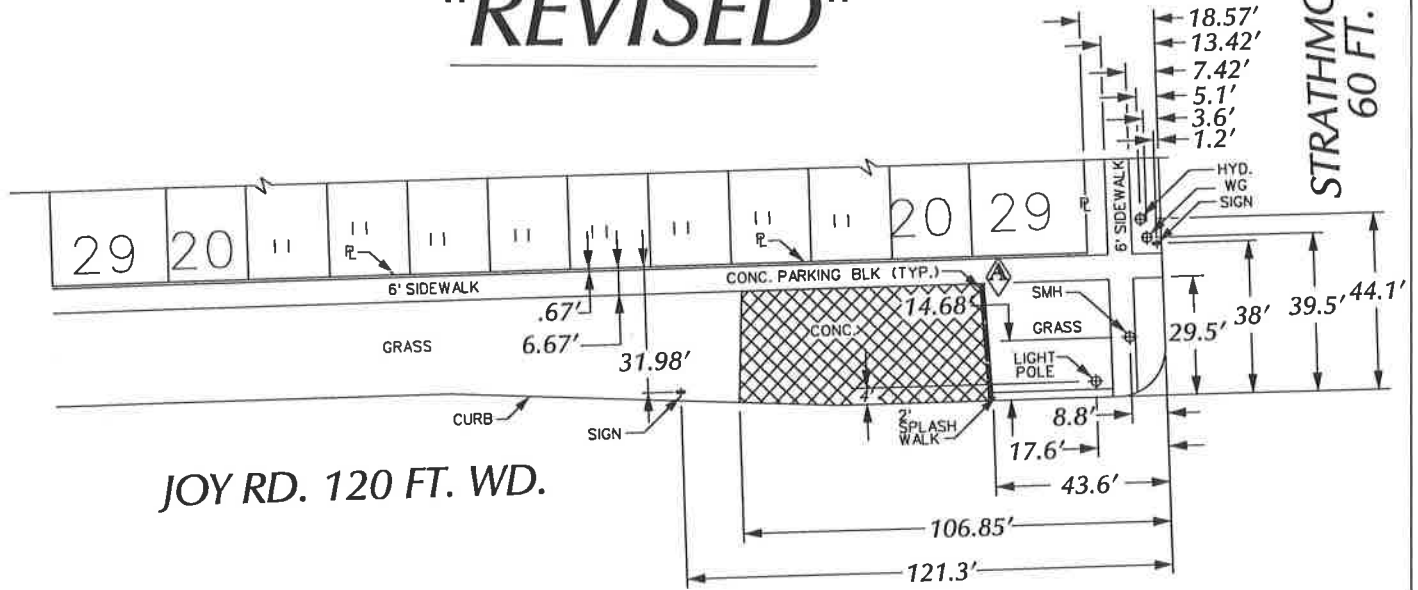 "REVISED"
18.57'
13.42'
7.42'
5.1'
3.6'
1.2'
60 FT.
HYD.
WG
SIGN
6' SIDEWALK
29 20 11 11 11 11 11 11 11 11 20 29
PL
PL
PL
6' SIDEWALK
CONC. PARKING BLK (TYP.)
A
.67'
6.67'
31.98'
GRASS
CONC.
14.68'
SMH
GRASS
LIGHT
POLE
29.5'
38'
39.5'
44.1'
4'
CURB
SIGN
2'
SPLASH
WALK
8.8'
17.6'
43.6'
106.85'
121.3'
JOY RD. 120 FT. WD.